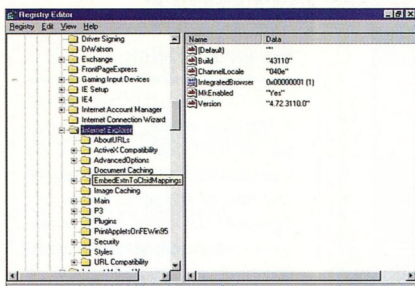 Registry Editor
Registry Edit View Help
Driver Signing
DrWatson
Exchange
FrontPageExpress
Gaming Input Devices
IE Setup
IE4
Internet Account Manager
Internet Connection Wizard
Internet Explorer
AboutURLs
ActiveX Compatibility
AdvancedOptions
Document Caching
EmbedExtnToClsidMappings
Image Caching
Main
P3
Plugins
PrintAppletsOnFEWin95
Security
Styles
URL Compatibility
Name Data
(Default) ""
Build "43110"
ChannelLocale "040e"
IntegratedBrowser 0x00000001 (1)
MkEnabled "Yes"
Version "4.72.3110.0"